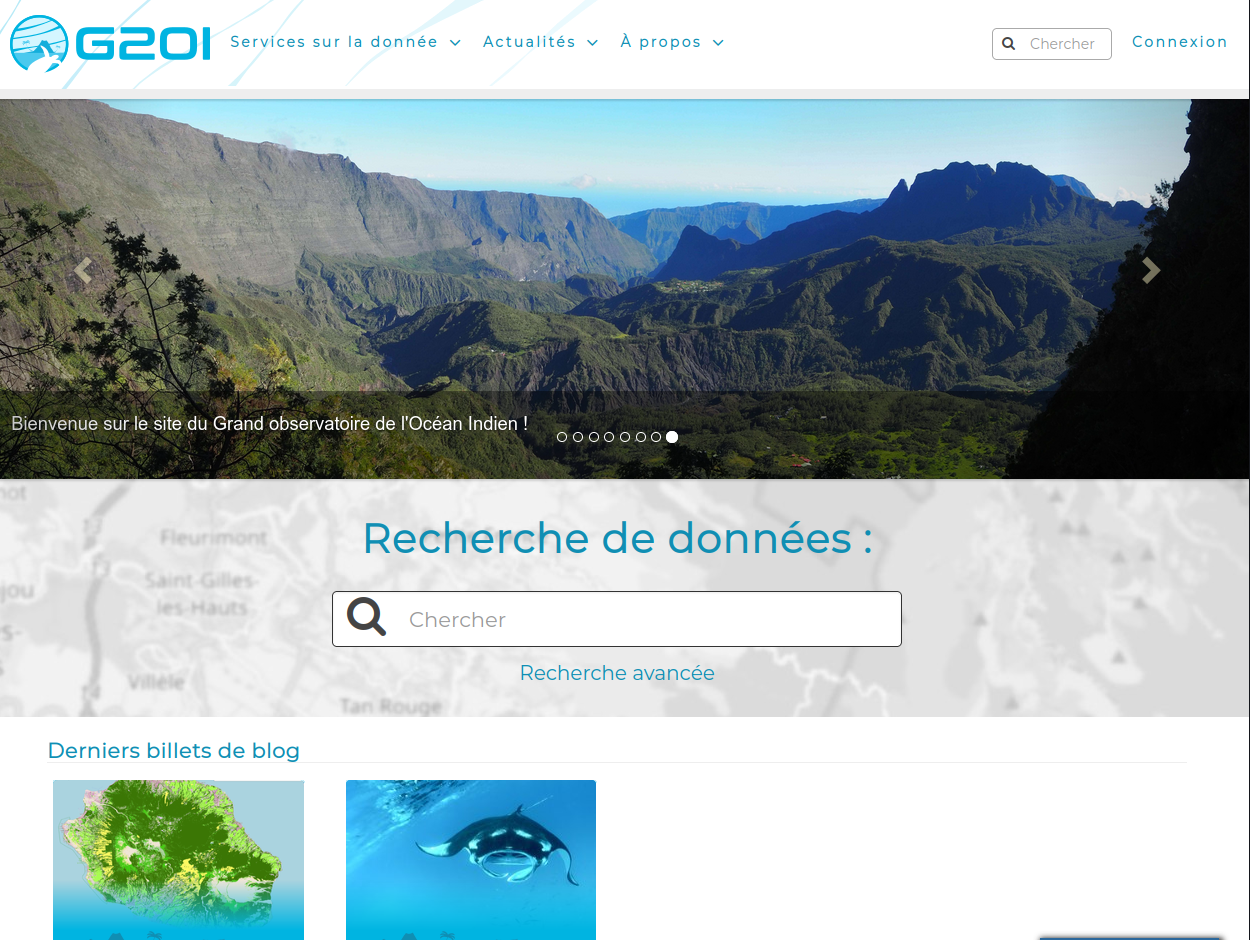 G2OI
Services sur la donnée
Actualités
À propos
Chercher
Connexion
Bienvenue sur le site du Grand observatoire de l'Océan Indien !
Recherche de données :
Fleurimont
Saint-Gilles-
les-Hauts
Chercher
Recherche avancée
Villèle
Tan Rouge
Derniers billets de blog